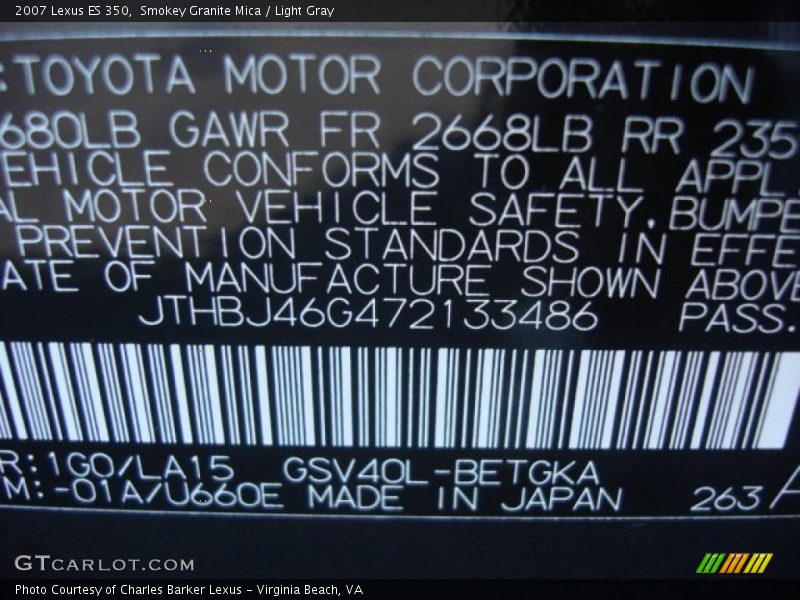 2007 Lexus ES 350,  Smokey Granite Mica / Light Gray
:TOYOTA MOTOR CORPORATION
680LB GAWR FR 2668LB RR 235
EHICLE CONFORMS TO ALL APPL
AL MOTOR VEHICLE SAFETY, BUMPE
PREVENTION STANDARDS IN EFFE
ATE OF MANUFACTURE SHOWN ABOVE
JTHBJ46G472133486 PASS.
R:1G0/LA15 GSV40L-BETGKA
M:-01A/U660E MADE IN JAPAN 263 A
GTCARLOT.COM
Photo Courtesy of Charles Barker Lexus - Virginia Beach, VA